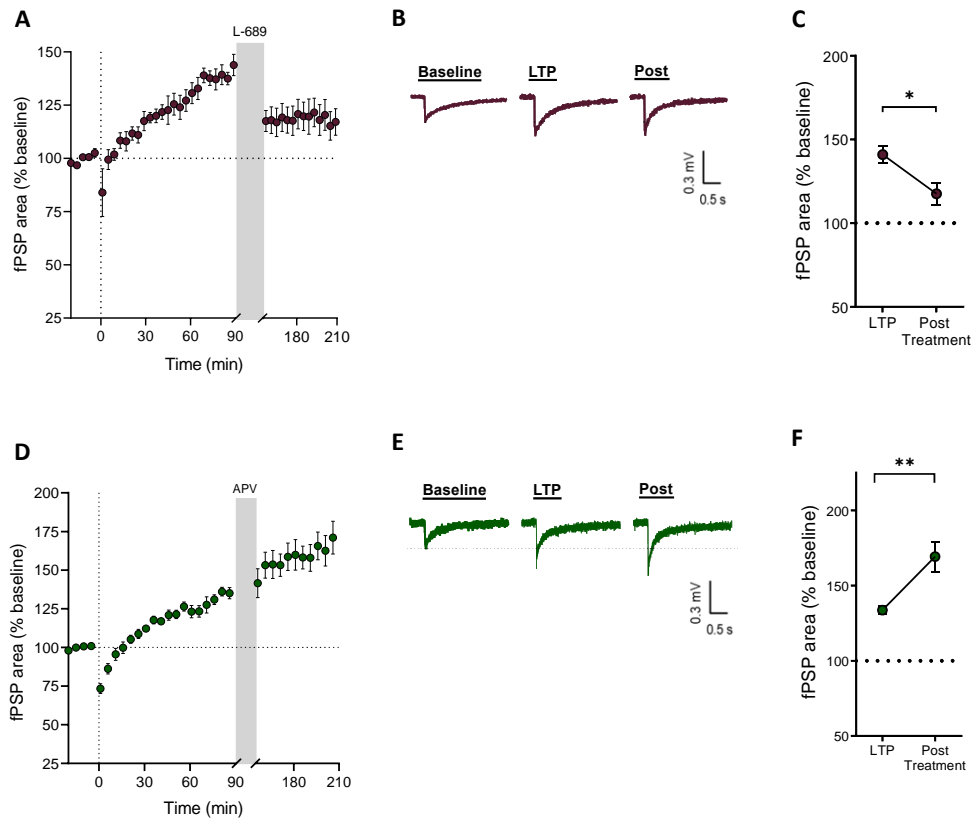 A
L-689
150
125
100
75
50
25
fPSP area (% baseline)
0
30
60
90
180
210
Time (min)
B
Baseline
LTP
Post
0.3 mV
0.5 s
C
*
200
150
100
50
fPSP area (% baseline)
LTP
Post
Treatment
D
APV
200
175
150
125
100
75
50
25
fPSP area (% baseline)
0
30
60
90
180
210
Time (min)
E
Baseline
LTP
Post
0.3 mV
0.5 s
F
**
200
150
100
50
fPSP area (% baseline)
LTP
Post
Treatment